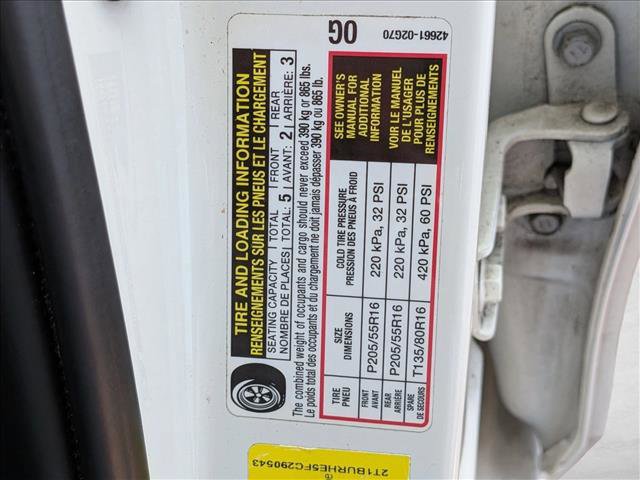 42661-02G70
0G
TIRE AND LOADING INFORMATION
RENSEIGNEMENTS SUR LES PNEUS ET LE CHARGEMENT
SEATING CAPACITY | TOTAL | FRONT | REAR
NOMBRE DE PLACES | TOTAL: 5 | AVANT: 2 | ARRIÈRE: 3
The combined weight of occupants and cargo should never exceed 390 kg or 865 lbs.
Le poids total des occupants et du chargement ne doit jamais dépasser 390 kg ou 865 lb.
TIRE SIZE COLD TIRE PRESSURE
PNEU DIMENSIONS PRESSION DES PNEUS À FROID
FRONT
AVANT P205/55R16 220 kPa, 32 PSI
REAR
ARRIÈRE P205/55R16 220 kPa, 32 PSI
SPARE
DE SECOURS T135/80R16 420 kPa, 60 PSI
SEE OWNER'S
MANUAL FOR
ADDITIONAL
INFORMATION
VOIR LE MANUEL
DE L'USAGER
POUR PLUS DE
RENSEIGNEMENTS
2T1BURHE5FC290543